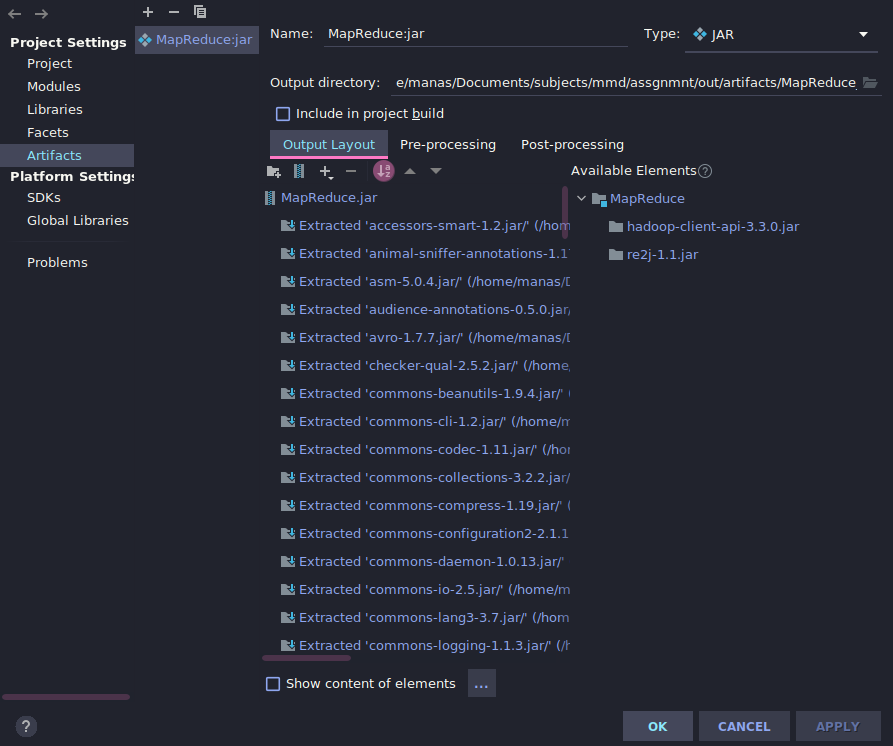 Project Settings
Project
Modules
Libraries
Facets
Artifacts
Platform Settings
SDKs
Global Libraries
Problems
MapReduce:jar
Name: MapReduce:jar
Type: JAR
Output directory: e/manas/Documents/subjects/mmd/assgnmnt/out/artifacts/MapReduce_
Include in project build
Output Layout Pre-processing Post-processing
Available Elements
MapReduce.jar
Extracted 'accessors-smart-1.2.jar/' (/hom
Extracted 'animal-sniffer-annotations-1.17
Extracted 'asm-5.0.4.jar/' (/home/manas/D
Extracted 'audience-annotations-0.5.0.jar/
Extracted 'avro-1.7.7.jar/' (/home/manas/D
Extracted 'checker-qual-2.5.2.jar/' (/home/
Extracted 'commons-beanutils-1.9.4.jar/' (
Extracted 'commons-cli-1.2.jar/' (/home/m
Extracted 'commons-codec-1.11.jar/' (/hor
Extracted 'commons-collections-3.2.2.jar/
Extracted 'commons-compress-1.19.jar/' (
Extracted 'commons-configuration2-2.1.1
Extracted 'commons-daemon-1.0.13.jar/'
Extracted 'commons-io-2.5.jar/' (/home/m
Extracted 'commons-lang3-3.7.jar/' (/hom
Extracted 'commons-logging-1.1.3.jar/' (/h
MapReduce
hadoop-client-api-3.3.0.jar
re2j-1.1.jar
Show content of elements ...
? OK CANCEL APPLY